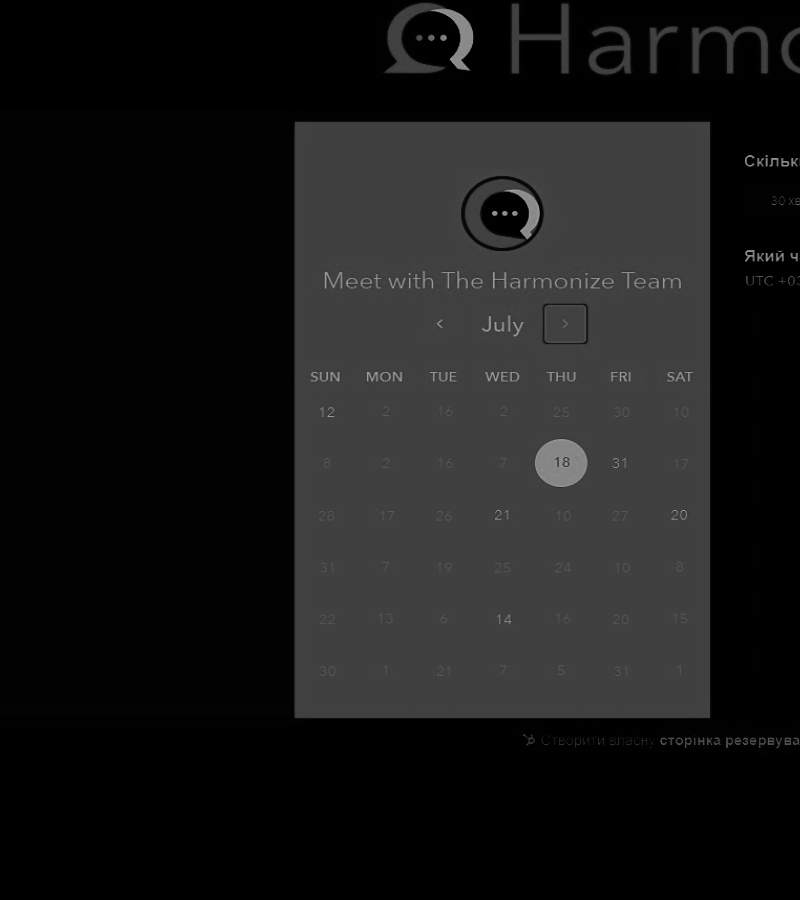 Harmo
Meet with The Harmonize Team
July
SUN MON TUE WED THU FRI SAT
12 2 16 2 25 30 10
8 2 16 7 18 31 17
28 17 26 21 10 27 20
31 7 19 25 24 10 8
22 13 6 14 16 20 15
30 1 21 7 5 31 1
Скільк
30 хв
Який ч
UTC +03
Створити власну сторінка резервува